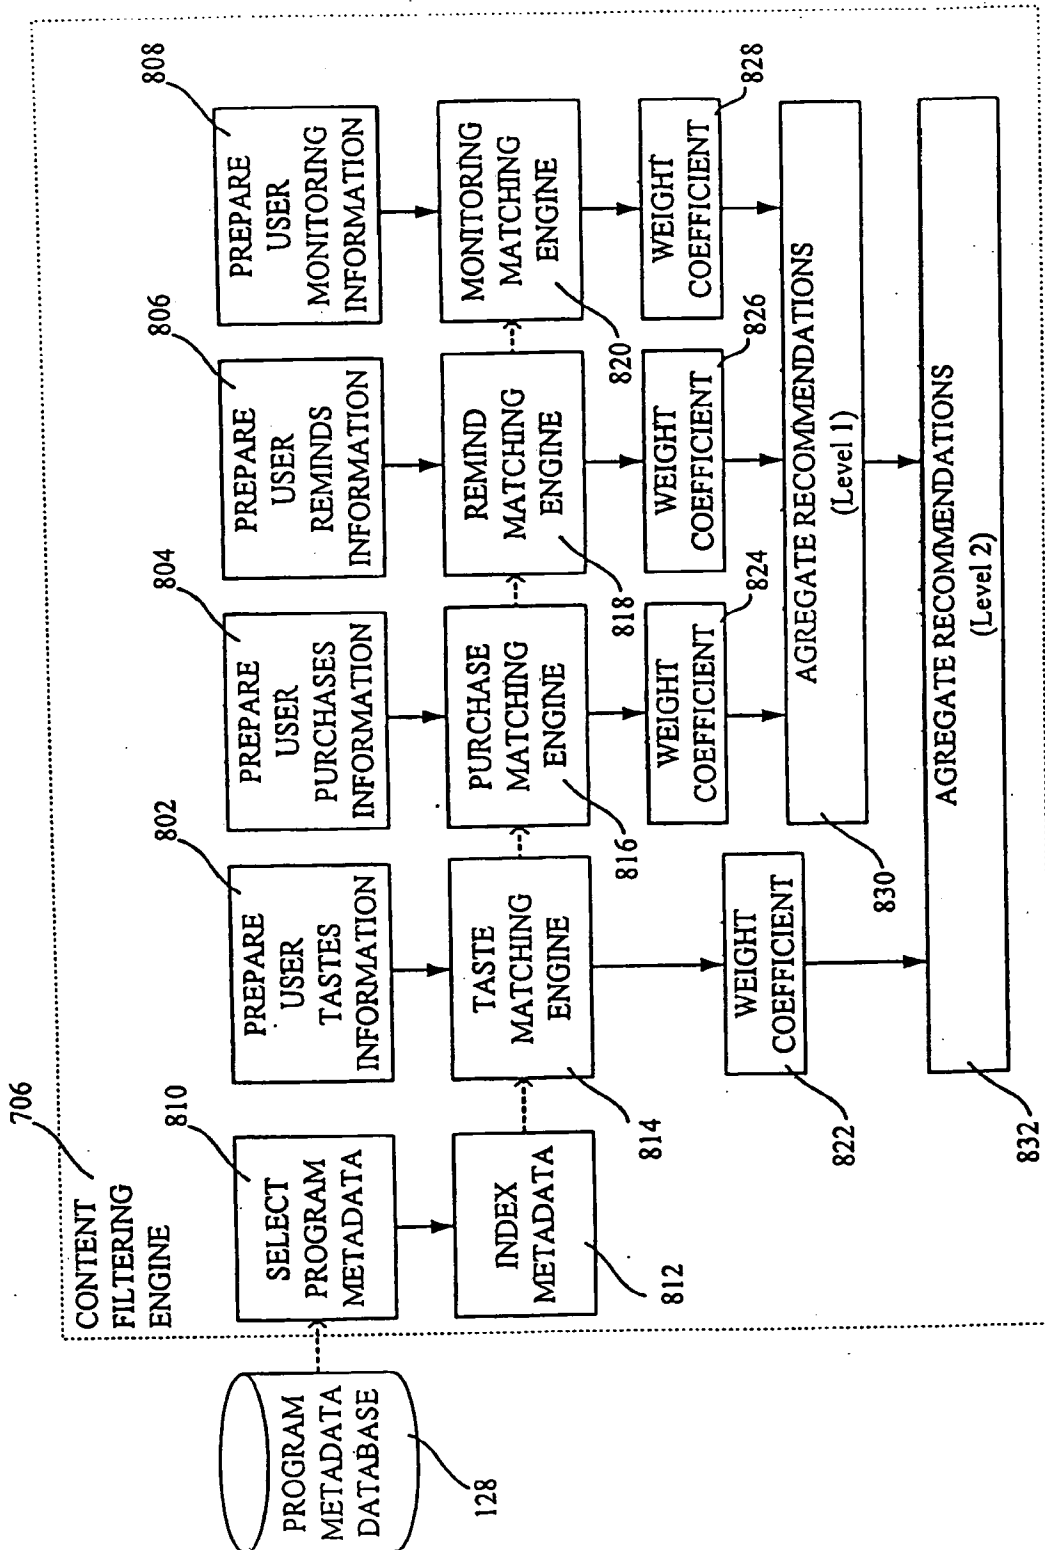 706
CONTENT
FILTERING
ENGINE
PROGRAM
METADATA
DATABASE
128
810
SELECT
PROGRAM
METADATA
802
PREPARE
USER
TASTES
INFORMATION
804
PREPARE
USER
PURCHASES
INFORMATION
806
PREPARE
USER
REMINDS
INFORMATION
808
PREPARE
USER
MONITORING
INFORMATION
INDEX
METADATA
812
TASTE
MATCHING
ENGINE
814
PURCHASE
MATCHING
ENGINE
816
REMIND
MATCHING
ENGINE
818
MONITORING
MATCHING
ENGINE
820
WEIGHT
COEFFICIENT
822
WEIGHT
COEFFICIENT
824
WEIGHT
COEFFICIENT
826
WEIGHT
COEFFICIENT
828
AGREGATE RECOMMENDATIONS
(Level 1)
830
AGREGATE RECOMMENDATIONS
(Level 2)
832